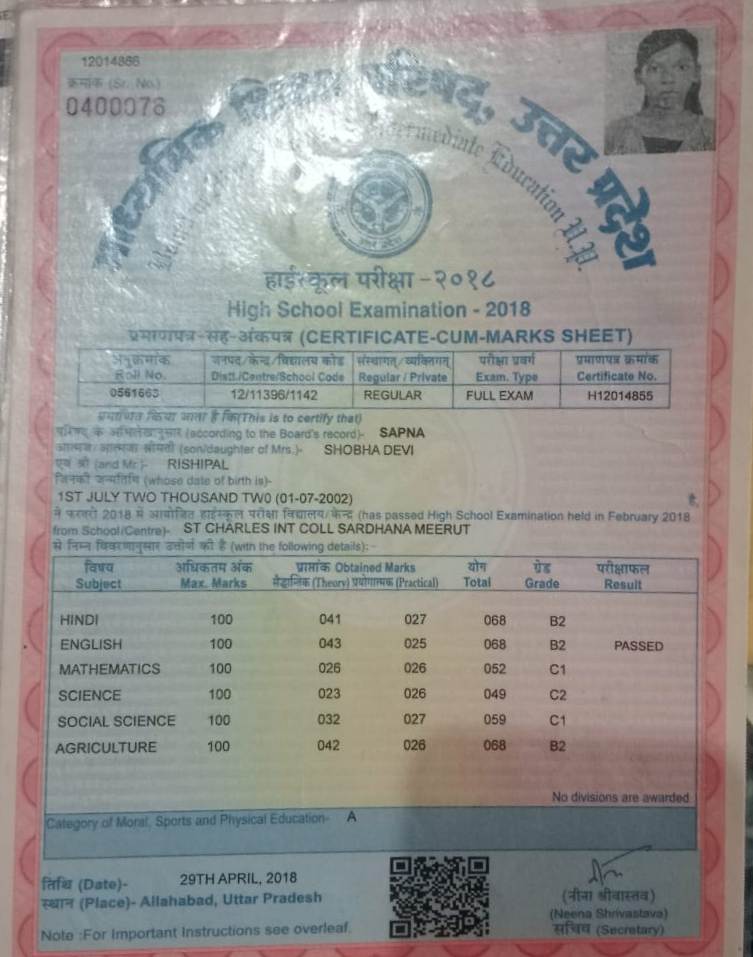 12014886
क्रमांक (Sr. No.)
0400076
माध्यमिक शिक्षा परिषद, उत्तर प्रदेश
Board of Intermediate Education U.P.
उत्तर प्रदेश
हाईस्कूल परीक्षा - २०१८
High School Examination - 2018
प्रमाणपत्र-सह-अंकपत्र (CERTIFICATE-CUM-MARKS SHEET)
अनुक्रमांक जनपद/केन्द्र/विद्यालय कोड संस्थागत/व्यक्तिगत परीक्षा प्रवर्ग प्रमाणपत्र क्रमांक
Roll No. Distt./Centre/School Code Regular / Private Exam. Type Certificate No.
0561663 12/11396/1142 REGULAR FULL EXAM H12014855
प्रमाणित किया जाता है कि(This is to certify that)
परिषद के अभिलेखानुसार (according to the Board's record)- SAPNA
आत्मज/आत्मजा श्रीमती (son/daughter of Mrs.)- SHOBHA DEVI
एवं श्री (and Mr.)- RISHIPAL
जिनकी जन्मतिथि (whose date of birth is)-
1ST JULY TWO THOUSAND TW0 (01-07-2002) है,
ने फरवरी 2018 में आयोजित हाईस्कूल परीक्षा विद्यालय/केन्द्र (has passed High School Examination held in February 2018
from School/Centre)- ST CHARLES INT COLL SARDHANA MEERUT
से निम्न विवरणानुसार उत्तीर्ण की है (with the following details):-
विषय अधिकतम अंक प्राप्तांक Obtained Marks योग ग्रेड परीक्षाफल
Subject Max. Marks सैद्धान्तिक (Theory) प्रयोगात्मक (Practical) Total Grade Result
HINDI 100 041 027 068 B2
ENGLISH 100 043 025 068 B2 PASSED
MATHEMATICS 100 026 026 052 C1
SCIENCE 100 023 026 049 C2
SOCIAL SCIENCE 100 032 027 059 C1
AGRICULTURE 100 042 026 068 B2
No divisions are awarded
Category of Moral, Sports and Physical Education- A
तिथि (Date)- 29TH APRIL, 2018
स्थान (Place)- Allahabad, Uttar Pradesh
(नीना श्रीवास्तव)
(Neena Shrivastava)
सचिव (Secretary)
Note :For Important Instructions see overleaf.